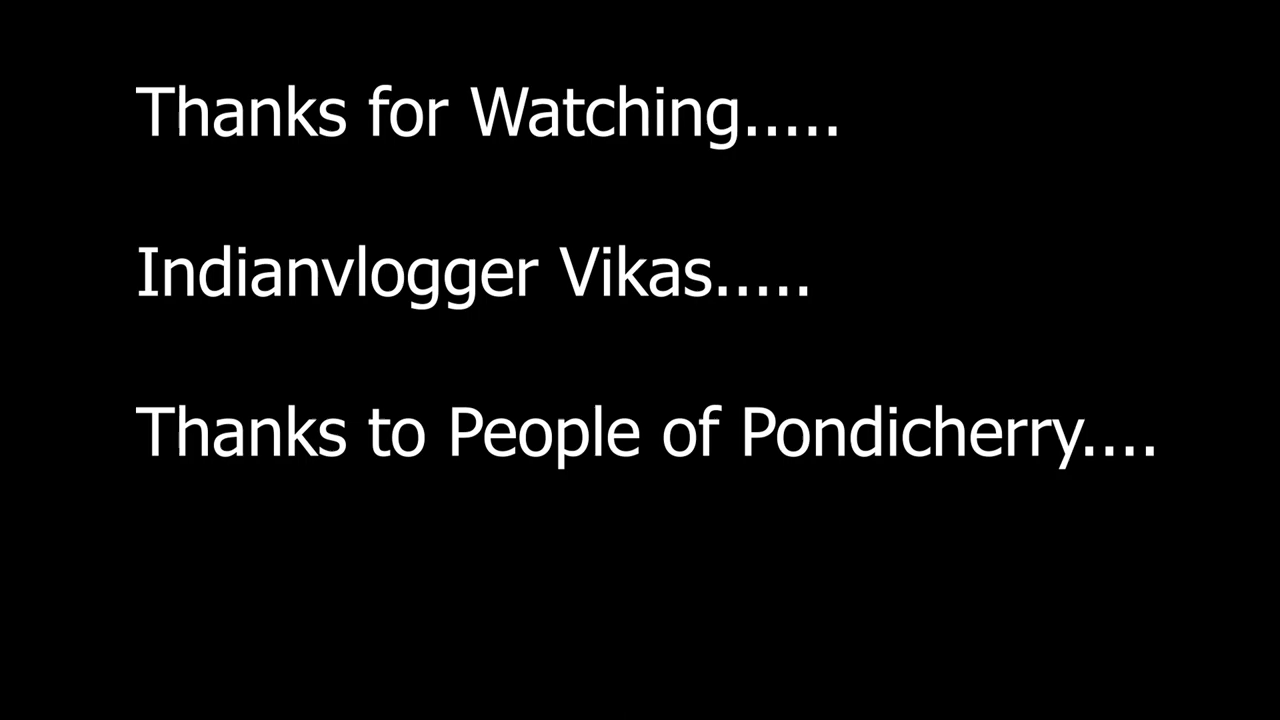 Thanks for Watching.....
Indianvlogger Vikas.....
Thanks to People of Pondicherry....